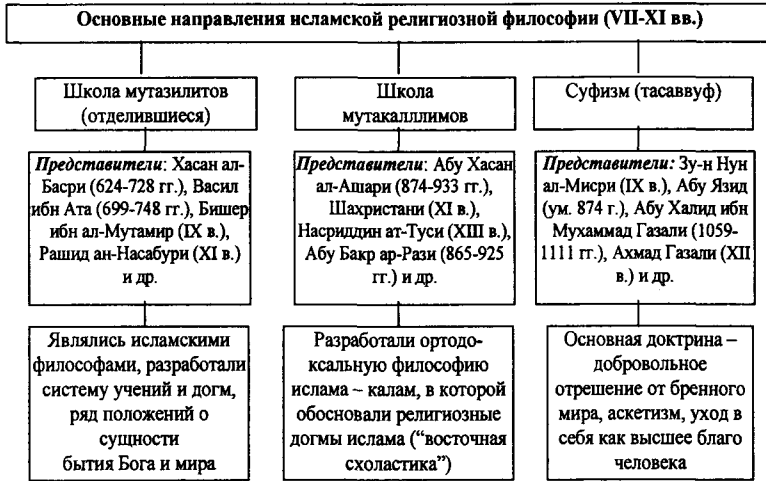 Основные направления исламской религиозной философии (VII-XI вв.)
Школа мутазилитов
(отделившиеся)
Представители: Хасан ал-
Басри (624-728 гг.), Васил
ибн Ата (699-748 гг.), Бишер
ибн ал-Мутамир (IX в.),
Рашид ан-Насабури (XI в.)
и др.
Являлись исламскими
философами, разработали
систему учений и догм,
ряд положений о
сущности
бытия Бога и мира
Школа
мутакалллимов
Представители: Абу Хасан
ал-Ашари (874-933 гг.),
Шахристани (XI в.),
Насриддин ат-Туси (XIII в.),
Абу Бакр ар-Рази (865-925
гг.) и др.
Разработали ортодо-
ксальную философию
ислама – калам, в которой
обосновали религиозные
догмы ислама (“восточная
схоластика”)
Суфизм (тасаввуф)
Представители: Зу-н Нун
ал-Мисри (IX в.), Абу Язид
(ум. 874 г.), Абу Халид ибн
Мухаммад Газали (1059-
1111 гг.), Ахмад Газали (XII
в.) и др.
Основная доктрина –
добровольное
отрешение от бренного
мира, аскетизм, уход в
себя как высшее благо
человека